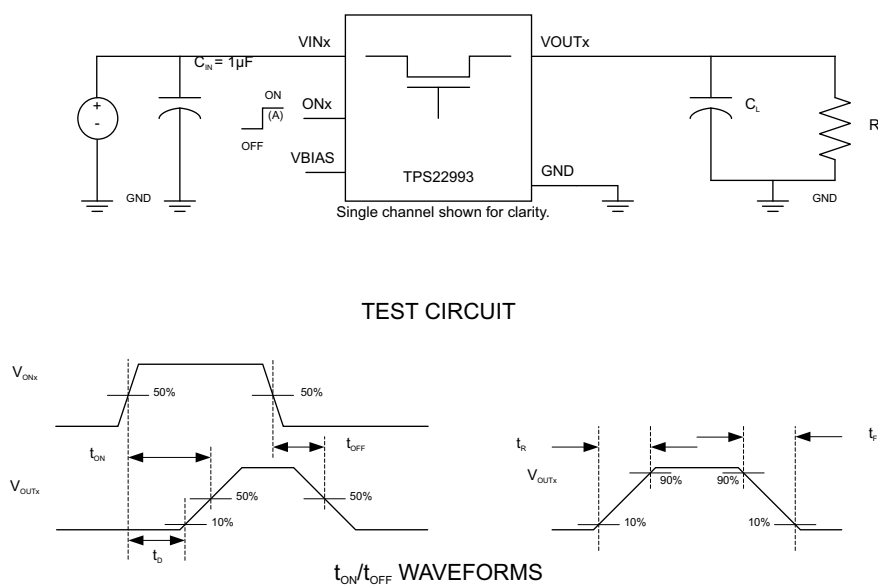 VINx
VOUTx
C_IN = 1µF
ON
ONx
(A)
OFF
C_L
R
+
-
VBIAS
GND
TPS22993
GND
GND
Single channel shown for clarity.
TEST CIRCUIT
V_ONx
50%
50%
t_ON
t_OFF
t_R
t_F
V_OUTx
50%
50%
10%
t_D
V_OUTx
90%
90%
10%
10%
t_ON/t_OFF WAVEFORMS